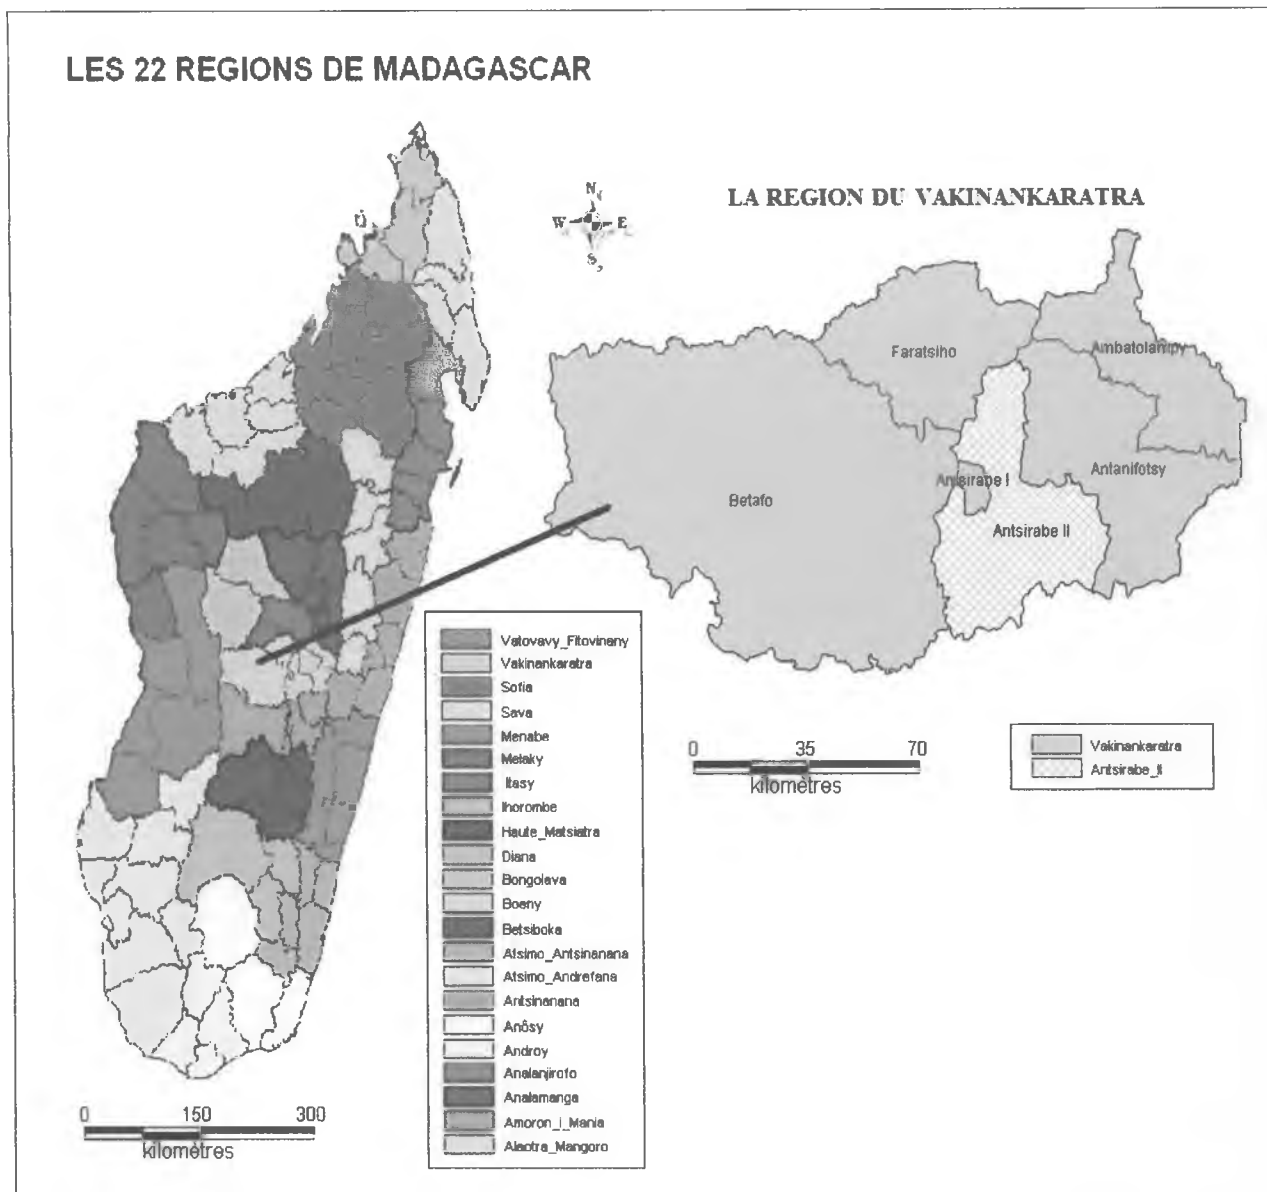 LES 22 REGIONS DE MADAGASCAR
N
W E
S
LA REGION DU VAKINANKARATRA
Faratsiho
Ambatolampy
Antsirabe I
Antanifotsy
Betafo
Antsirabe II
Vatovavy_Fitovinany
Vakinankaratra
Sofia
Sava
Menabe
Melaky
Itasy
Ihorombe
Haute_Matsiatra
Diana
Bongolava
Boeny
Betsiboka
Atsimo_Antsinanana
Atsimo_Andrefana
Antsinanana
Anôsy
Androy
Analanjirofo
Analamanga
Amoron_i_Mania
Alaotra_Mangoro
0 35 70
kilomètres
Vakinankaratra
Antsirabe_II
0 150 300
kilomètres